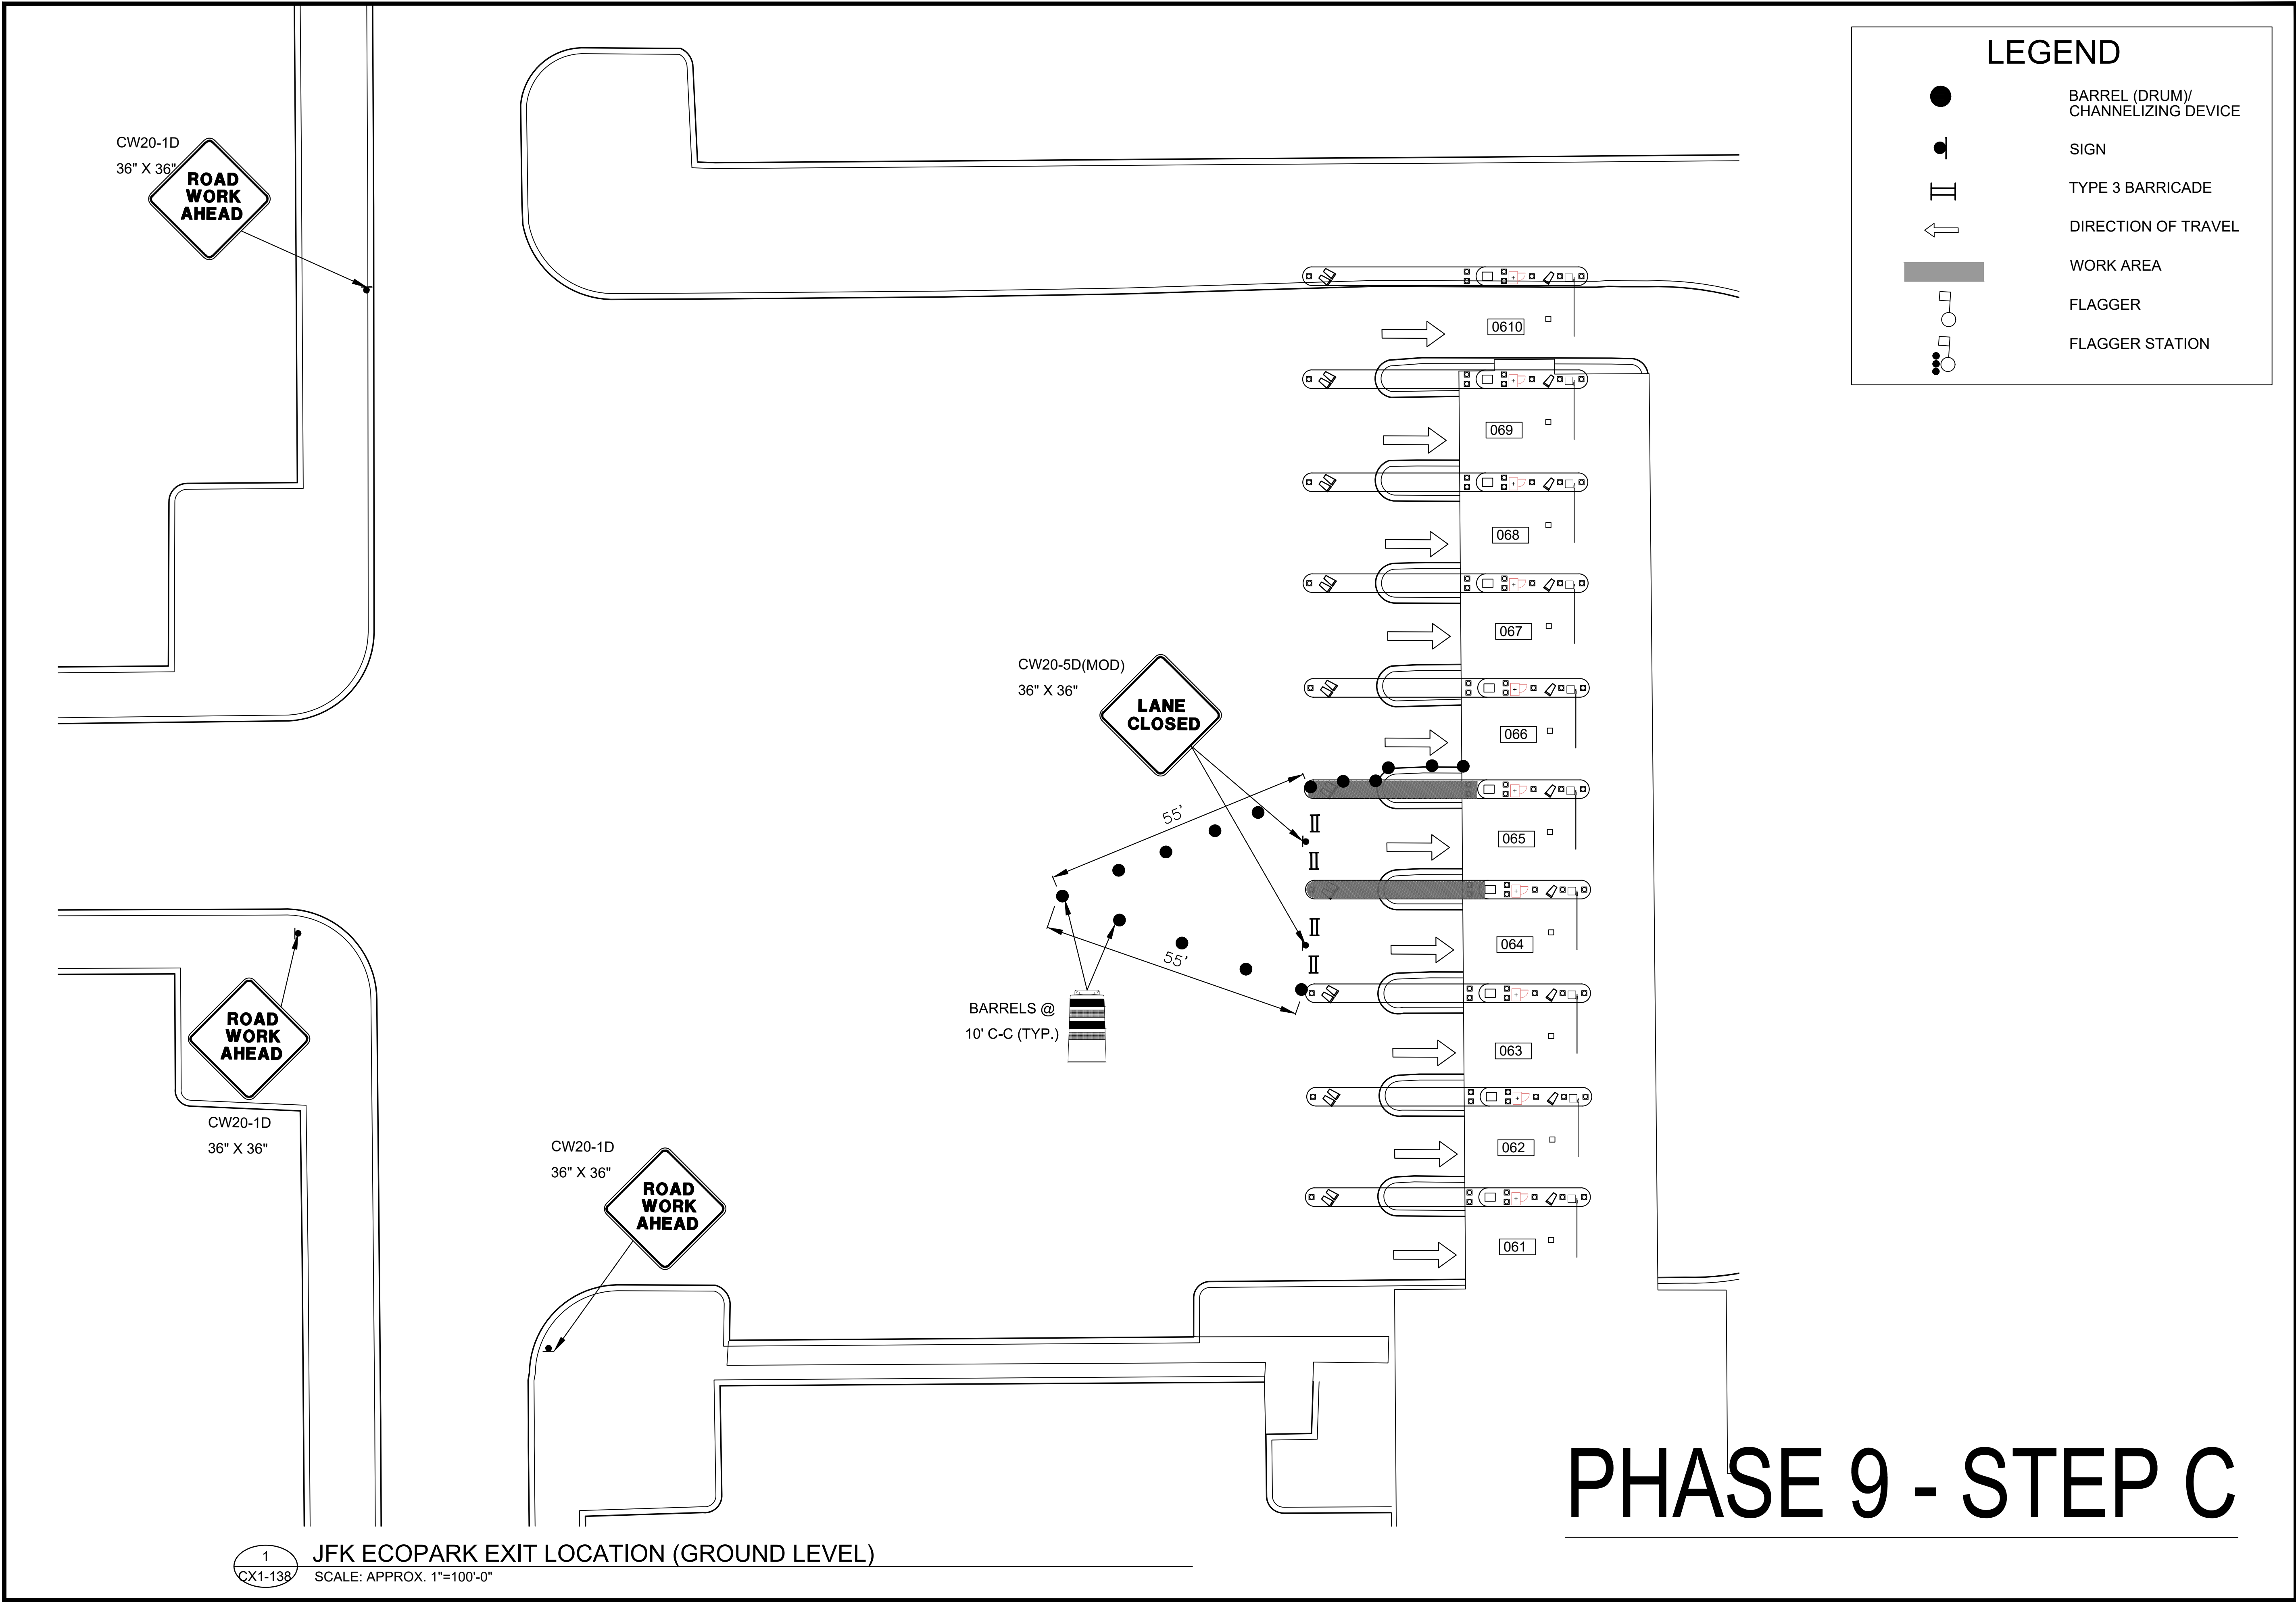 LEGEND
BARREL (DRUM)/
CHANNELIZING DEVICE
SIGN
TYPE 3 BARRICADE
DIRECTION OF TRAVEL
WORK AREA
FLAGGER
FLAGGER STATION
CW20-1D
36" X 36"
ROAD
WORK
AHEAD
0610
069
068
067
CW20-5D(MOD)
36" X 36"
LANE
CLOSED
066
55'
065
55'
064
BARRELS @
10' C-C (TYP.)
063
ROAD
WORK
AHEAD
CW20-1D
36" X 36"
062
CW20-1D
36" X 36"
ROAD
WORK
AHEAD
061
PHASE 9 - STEP C
1
CX1-138
JFK ECOPARK EXIT LOCATION (GROUND LEVEL)
SCALE: APPROX. 1"=100'-0"